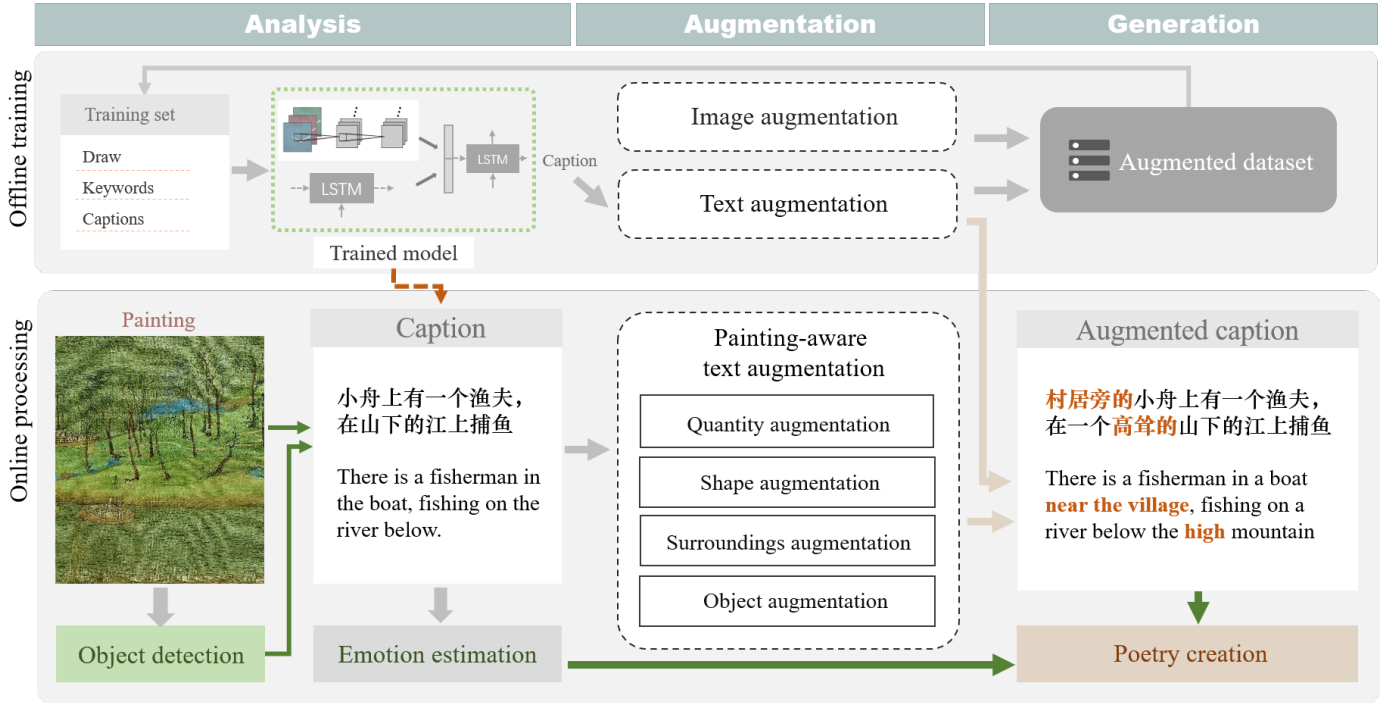 Analysis
Augmentation
Generation
Offline training
Training set
Draw
Keywords
Captions
LSTM
LSTM
Caption
Trained model
Image augmentation
Text augmentation
Augmented dataset
Online processing
Painting
Object detection
Caption
小舟上有一个渔夫，
在山下的江上捕鱼
There is a fisherman in
the boat, fishing on the
river below.
Emotion estimation
Painting-aware
text augmentation
Quantity augmentation
Shape augmentation
Surroundings augmentation
Object augmentation
Augmented caption
村居旁的小舟上有一个渔夫，
在一个高耸的山下的江上捕鱼
There is a fisherman in a boat
near the village, fishing on a
river below the high mountain
Poetry creation